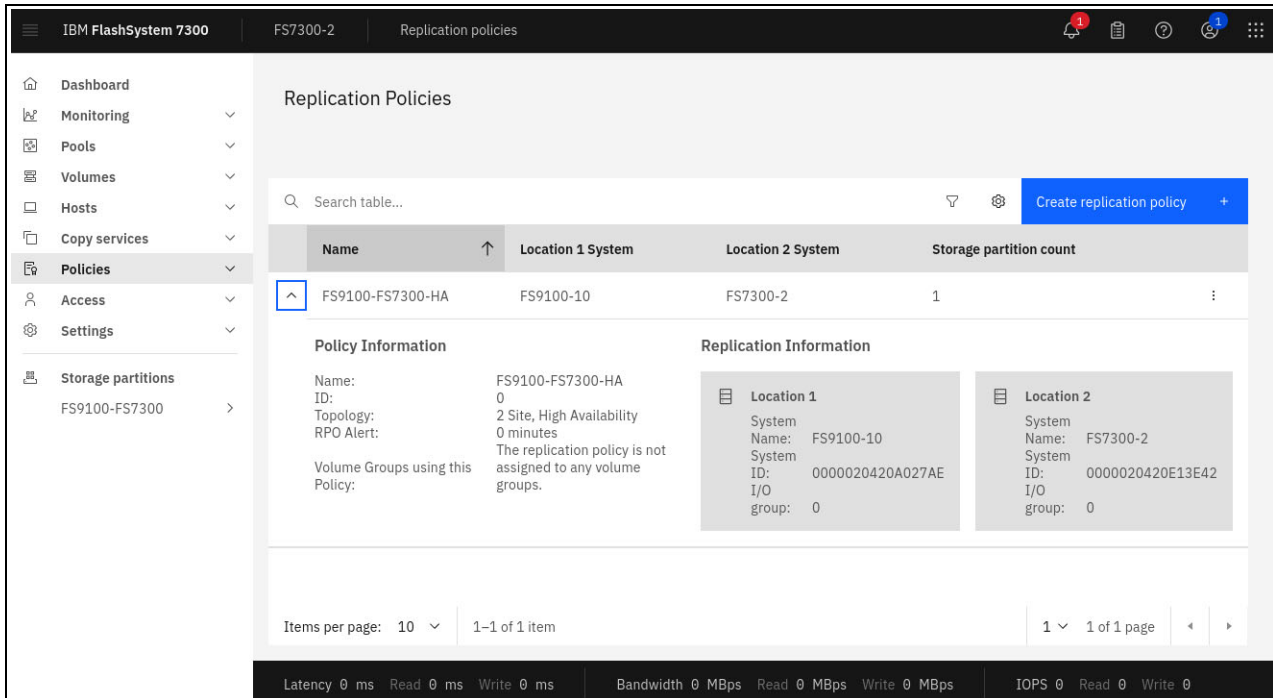 IBM FlashSystem 7300 FS7300-2 Replication policies 1 1
Dashboard
Monitoring
Pools
Volumes
Hosts
Copy services
Policies
Access
Settings
Storage partitions
FS9100-FS7300
Replication Policies
Search table... Create replication policy +
Name Location 1 System Location 2 System Storage partition count
FS9100-FS7300-HA FS9100-10 FS7300-2 1
Policy Information
Name: FS9100-FS7300-HA
ID: 0
Topology: 2 Site, High Availability
RPO Alert: 0 minutes
Volume Groups using this Policy: The replication policy is not assigned to any volume groups.
Replication Information
Location 1
System Name: FS9100-10
System ID: 0000020420A027AE
I/O group: 0
Location 2
System Name: FS7300-2
System ID: 0000020420E13E42
I/O group: 0
Items per page: 10 1–1 of 1 item 1 1 of 1 page
Latency 0 ms Read 0 ms Write 0 ms Bandwidth 0 MBps Read 0 MBps Write 0 MBps IOPS 0 Read 0 Write 0